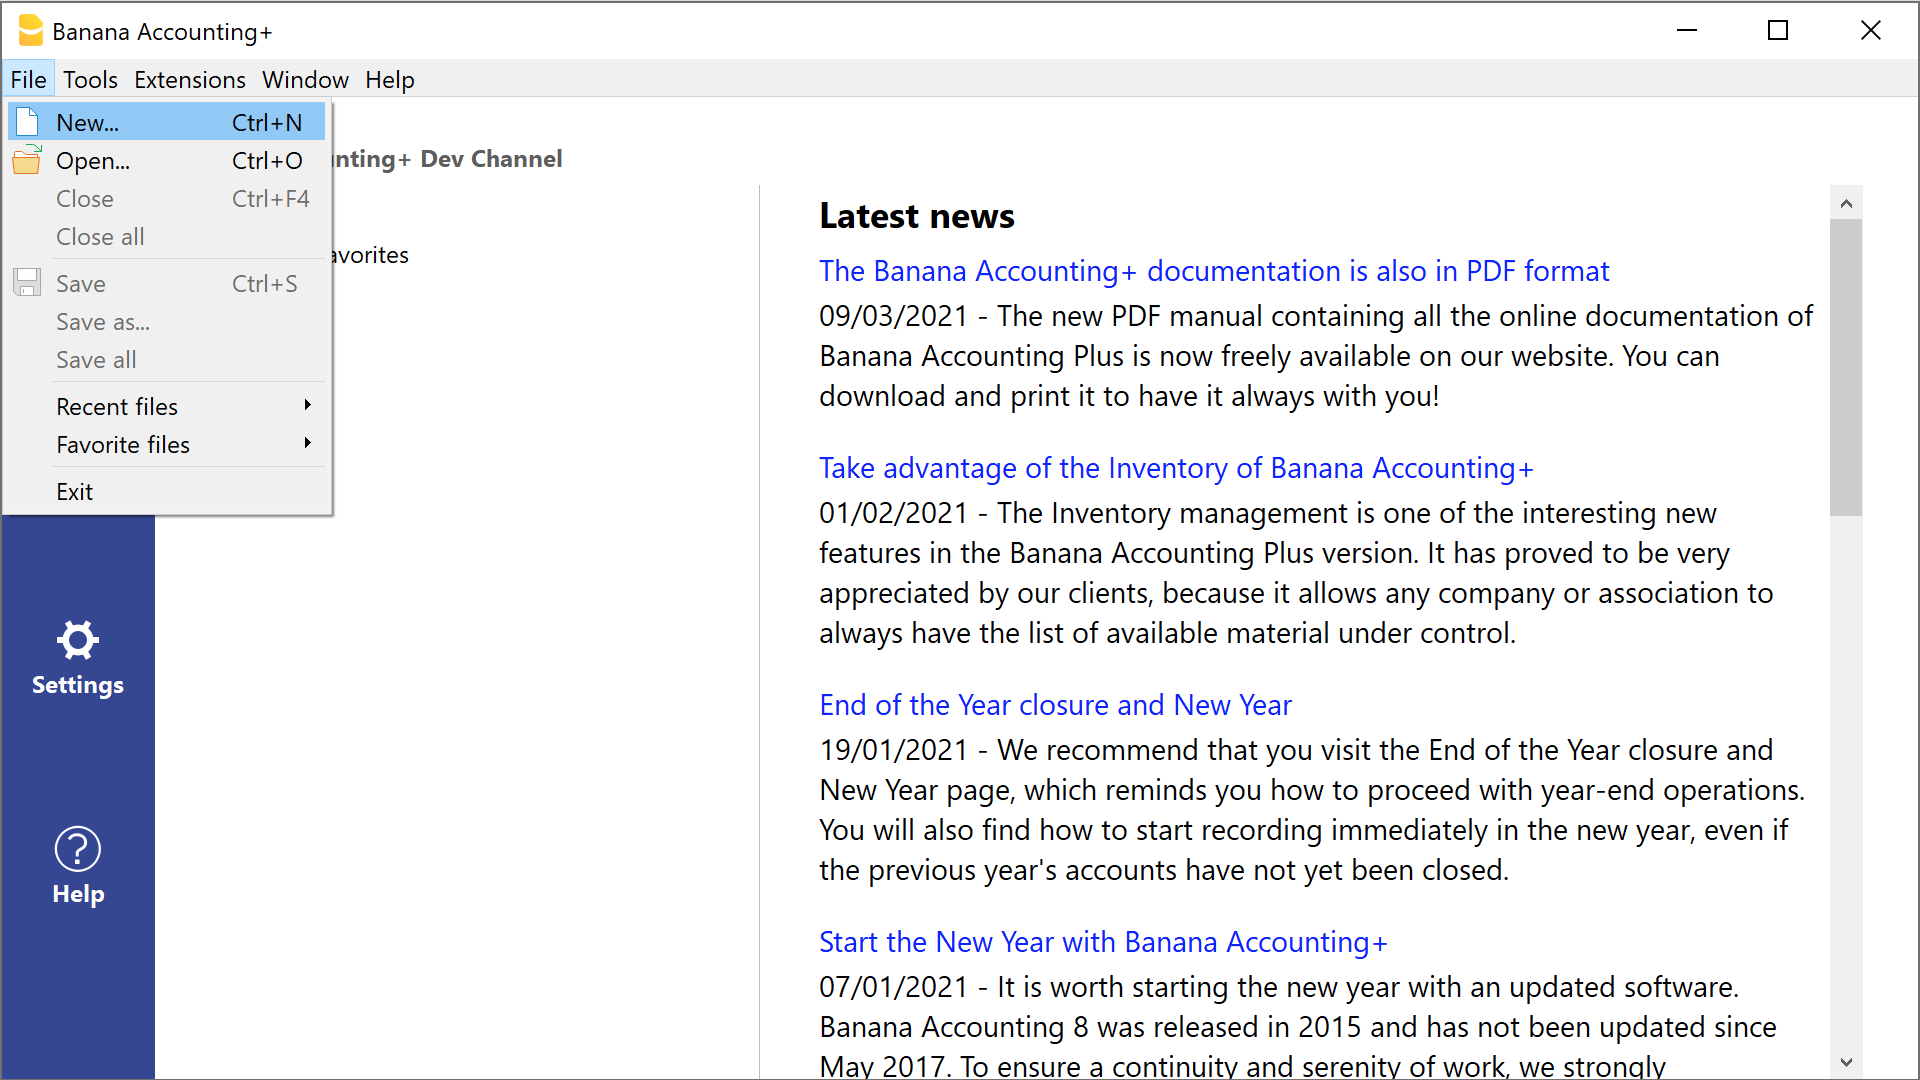 Banana Accounting+
File Tools Extensions Window Help
New... Ctrl+N
Open... Ctrl+O
Close Ctrl+F4
Close all
Save Ctrl+S
Save as...
Save all
Recent files
Favorite files
Exit
nting+ Dev Channel
avorites
Settings
Help
Latest news
The Banana Accounting+ documentation is also in PDF format
09/03/2021 - The new PDF manual containing all the online documentation of
Banana Accounting Plus is now freely available on our website. You can
download and print it to have it always with you!
Take advantage of the Inventory of Banana Accounting+
01/02/2021 - The Inventory management is one of the interesting new
features in the Banana Accounting Plus version. It has proved to be very
appreciated by our clients, because it allows any company or association to
always have the list of available material under control.
End of the Year closure and New Year
19/01/2021 - We recommend that you visit the End of the Year closure and
New Year page, which reminds you how to proceed with year-end operations.
You will also find how to start recording immediately in the new year, even if
the previous year's accounts have not yet been closed.
Start the New Year with Banana Accounting+
07/01/2021 - It is worth starting the new year with an updated software.
Banana Accounting 8 was released in 2015 and has not been updated since
May 2017. To ensure a continuity and serenity of work, we strongly